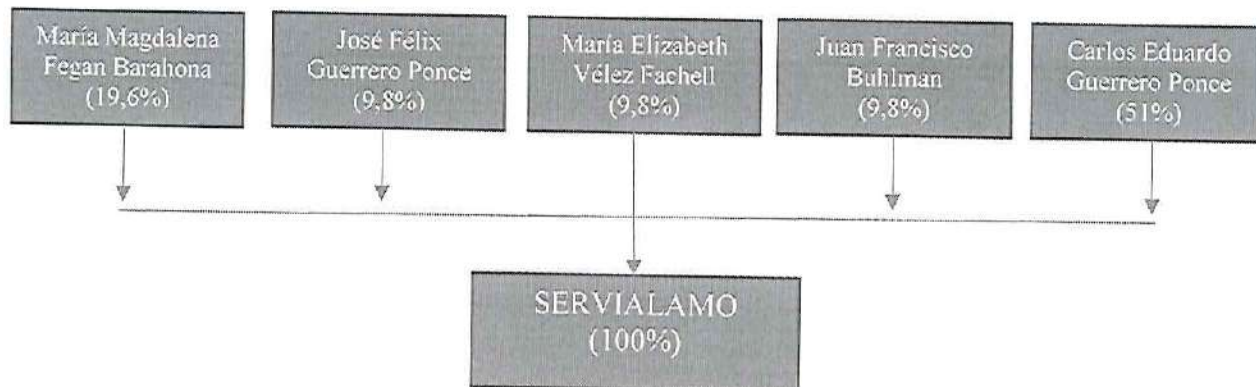 María Magdalena
Fegan Barahona
(19,6%)
José Félix
Guerrero Ponce
(9,8%)
María Elizabeth
Vélez Fachell
(9,8%)
Juan Francisco
Buhlman
(9,8%)
Carlos Eduardo
Guerrero Ponce
(51%)
SERVIALAMO
(100%)